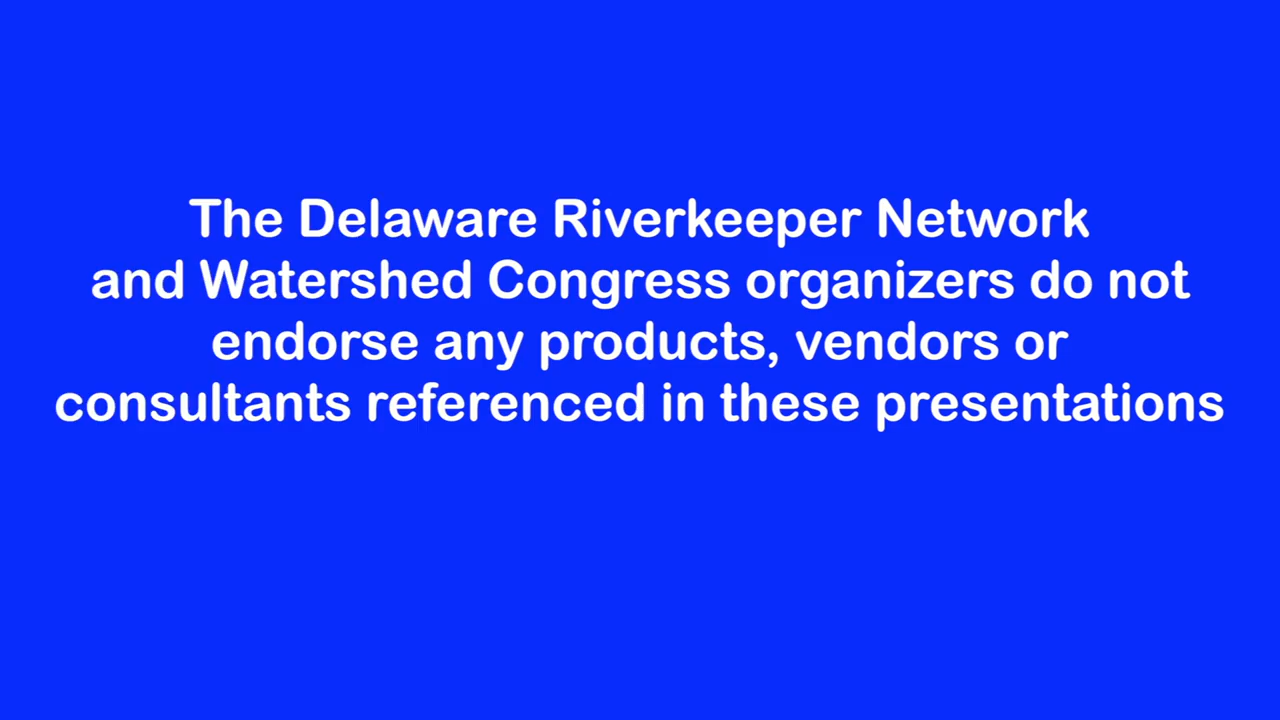 The Delaware Riverkeeper Network
and Watershed Congress organizers do not
endorse any products, vendors or
consultants referenced in these presentations